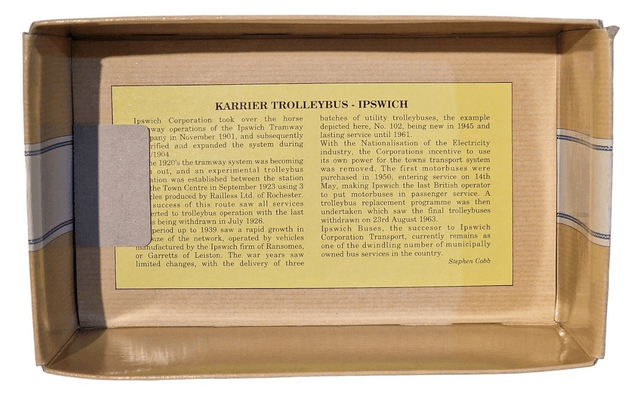 KARRIER TROLLEYBUS - IPSWICH
Ipswich Corporation took over the horse
way operations of the Ipswich Tramway
pany in November 1901, and subsequently
rified and expanded the system during
/1904.
e 1920's the tramway system was becoming
out, and an experimental trolleybus
tion was established between the station
the Town Centre in September 1923 using 3
les produced by Railless Ltd. of Rochester.
success of this route saw all services
erted to trolleybus operation with the last
s being withdrawn in July 1926.
period up to 1939 saw a rapid growth in
size of the network, operated by vehicles
manufactured by the Ipswich firm of Ransomes,
or Garretts of Leiston. The war years saw
limited changes, with the delivery of three
batches of utility trolleybuses, the example
depicted here, No. 102, being new in 1945 and
lasting service until 1961.
With the Nationalisation of the Electricity
industry, the Corporations incentive to use
its own power for the towns transport system
was removed. The first motorbuses were
purchased in 1950, entering service on 14th
May, making Ipswich the last British operator
to put motorbuses in passenger service. A
trolleybus replacement programme was then
undertaken which saw the final trolleybuses
withdrawn on 23rd August 1963.
Ipswich Buses, the succesor to Ipswich
Corporation Transport, currently remains as
one of the dwindling number of municipally
owned bus services in the country.
Stephen Cobb